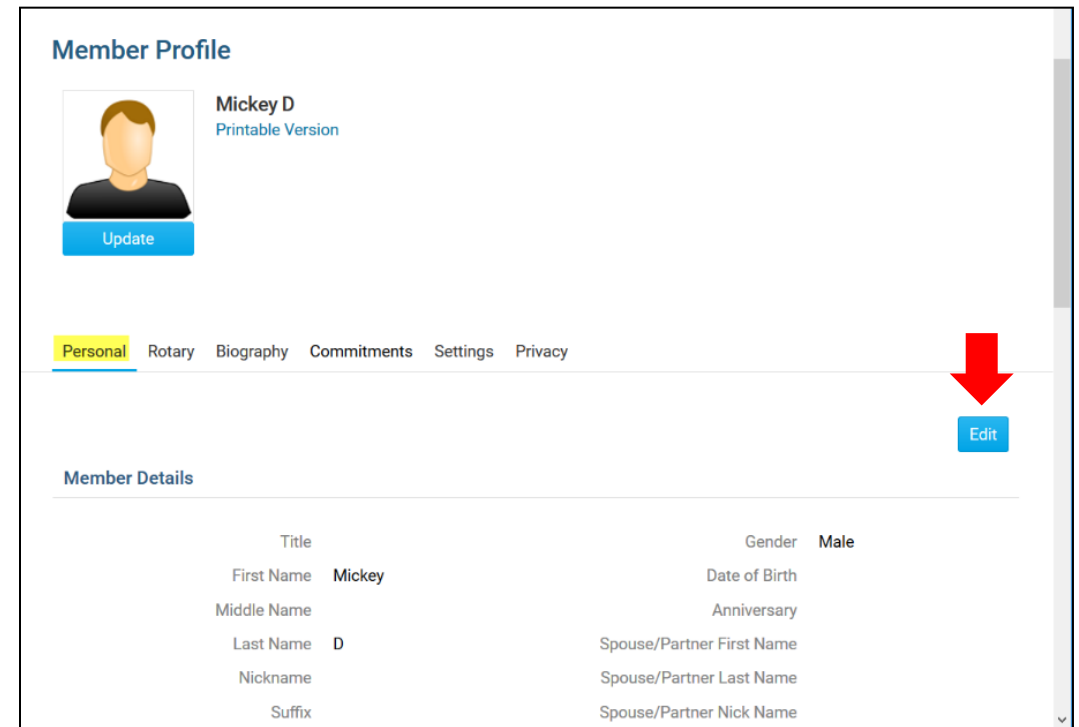 Member Profile
Mickey D
Printable Version
Update
Personal Rotary Biography Commitments Settings Privacy
Edit
Member Details
Title Gender Male
First Name Mickey Date of Birth
Middle Name Anniversary
Last Name D Spouse/Partner First Name
Nickname Spouse/Partner Last Name
Suffix Spouse/Partner Nick Name